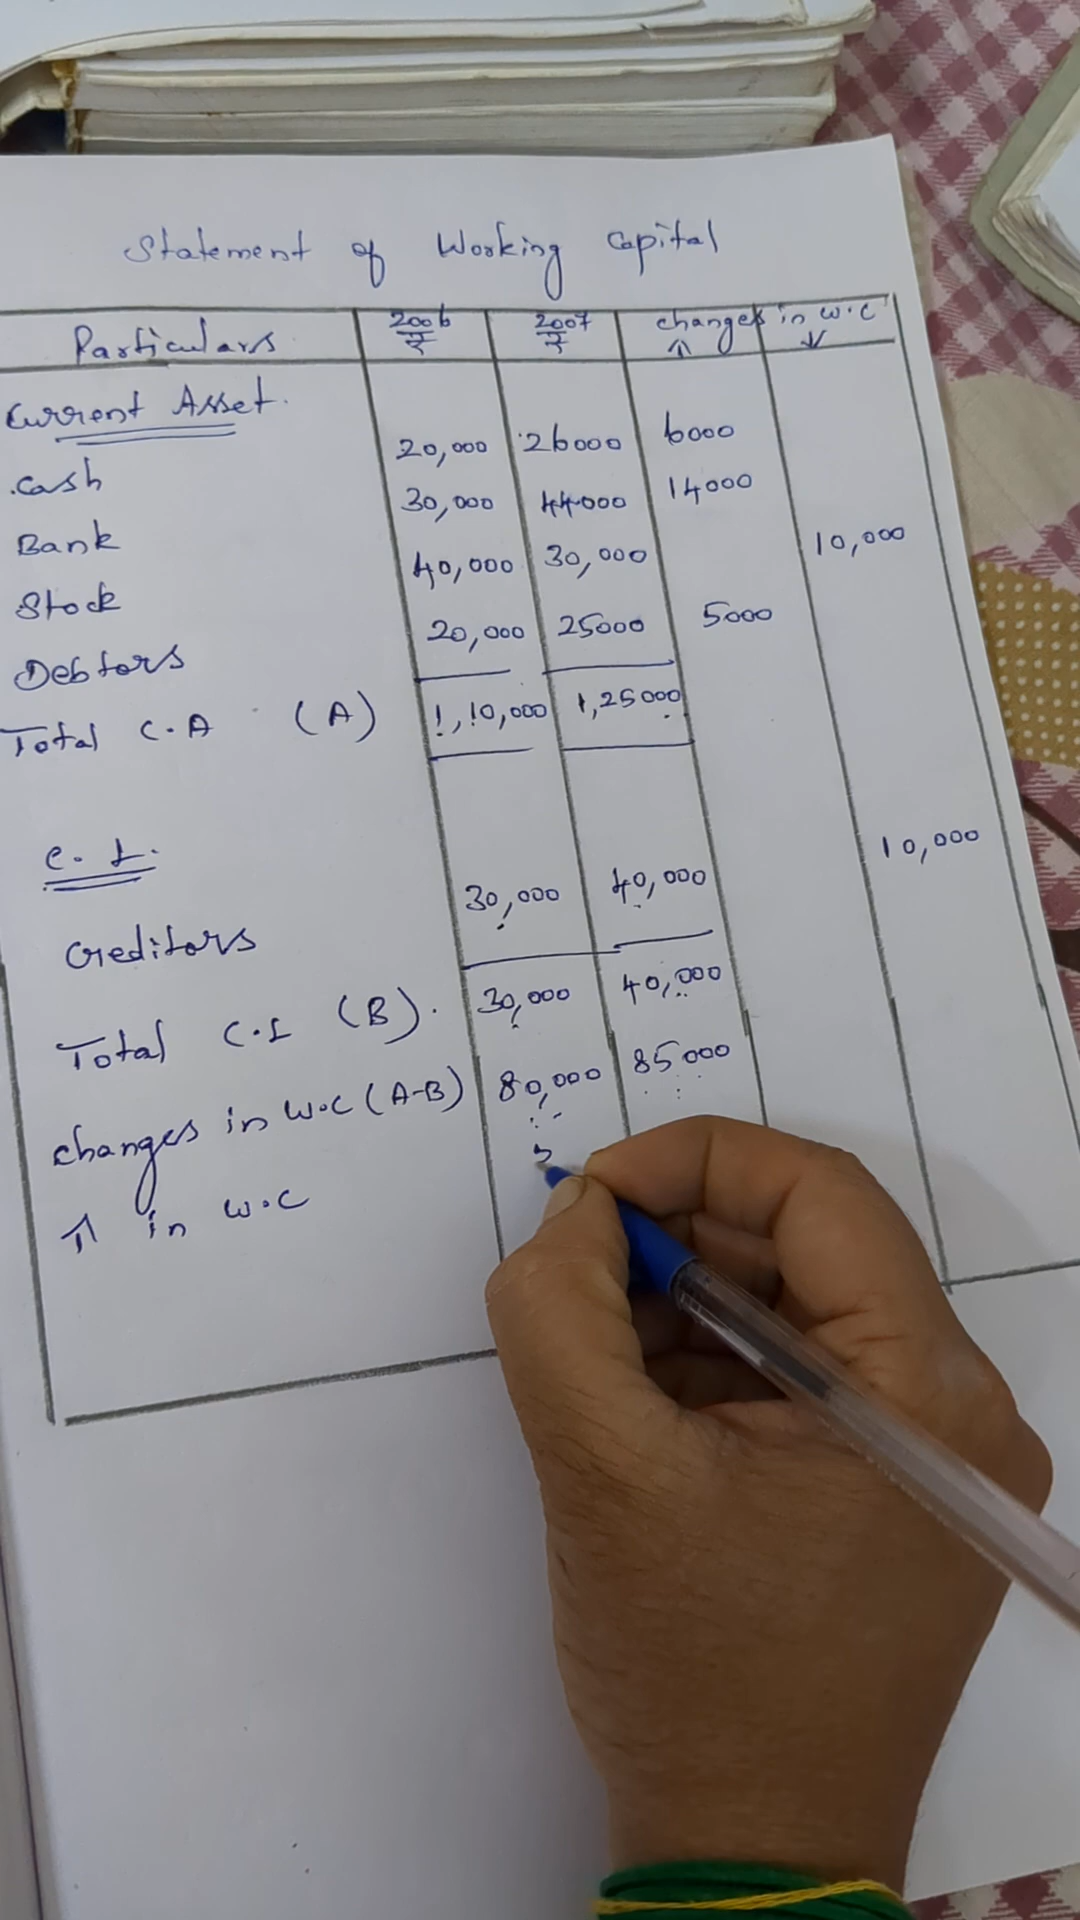 Statement of Working Capital
Particulars 2006 ₹ 2007 ₹ changes in w.c ↑ ↓
Current Asset.
Cash 20,000 26000 6000
Bank 30,000 44000 14000
Stock 40,000 30,000 10,000
Debtors 20,000 25000 5000
Total C.A (A) 1,10,000 1,25000
C.L.
Creditors 30,000 40,000 10,000
Total C.L (B). 30,000 40,000
changes in W.C (A-B) 80,000 85000
↑ in w.c 5